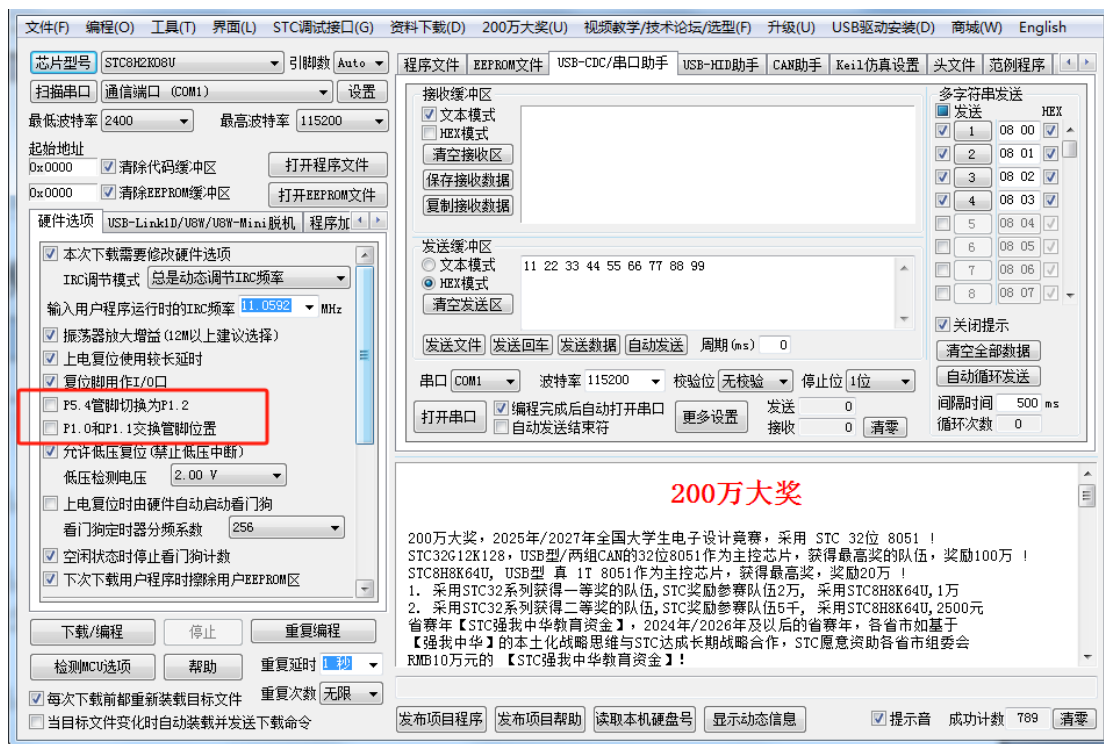 文件(F) 编程(O) 工具(T) 界面(L) STC调试接口(G) 资料下载(D) 200万大奖(U) 视频教学/技术论坛/选型(F) 升级(U) USB驱动安装(D) 商城(W) English
芯片型号 STC8H2K08U 引脚数 Auto
扫描串口 通信端口 (COM1) 设置
最低波特率 2400 最高波特率 115200
起始地址
0x0000 清除代码缓冲区 打开程序文件
0x0000 清除EEPROM缓冲区 打开EEPROM文件
硬件选项 USB-Link1D/U8W/U8W-Mini脱机 程序加
本次下载需要修改硬件选项
IRC调节模式 总是动态调节IRC频率
输入用户程序运行时的IRC频率 11.0592 MHz
振荡器放大增益(12M以上建议选择)
上电复位使用较长延时
复位脚用作I/O口
P5.4管脚切换为P1.2
P1.0和P1.1交换管脚位置
允许低压复位(禁止低压中断)
低压检测电压 2.00 V
上电复位时由硬件自动启动看门狗
看门狗定时器分频系数 256
空闲状态时停止看门狗计数
下次下载用户程序时擦除用户EEPROM区
下载/编程 停止 重复编程
检测MCU选项 帮助 重复延时 1 秒
每次下载前都重新装载目标文件 重复次数 无限
当目标文件变化时自动装载并发送下载命令
程序文件 EEPROM文件 USB-CDC/串口助手 USB-HID助手 CAN助手 Keil仿真设置 头文件 范例程序
接收缓冲区
文本模式
HEX模式
清空接收区
保存接收数据
复制接收数据
发送缓冲区
文本模式 11 22 33 44 55 66 77 88 99
HEX模式
清空发送区
发送文件 发送回车 发送数据 自动发送 周期(ms) 0
串口 COM1 波特率 115200 校验位 无校验 停止位 1位
打开串口 编程完成后自动打开串口 更多设置 发送 0
自动发送结束符 接收 0 清零
多字符串发送
发送 HEX
1 08 00
2 08 01
3 08 02
4 08 03
5 08 04
6 08 05
7 08 06
8 08 07
关闭提示
清空全部数据
自动循环发送
间隔时间 500 ms
循环次数 0
200万大奖
200万大奖，2025年/2027年全国大学生电子设计竞赛，采用 STC 32位 8051 !
STC32G12K128，USB型/两组CAN的32位8051作为主控芯片，获得最高奖的队伍，奖励100万 !
STC8H8K64U, USB型 真 1T 8051作为主控芯片，获得最高奖，奖励20万 !
1. 采用STC32系列获得一等奖的队伍,STC奖励参赛队伍2万, 采用STC8H8K64U,1万
2. 采用STC32系列获得二等奖的队伍,STC奖励参赛队伍5千, 采用STC8H8K64U,2500元
省赛年【STC强我中华教育资金】，2024年/2026年及以后的省赛年，各省市如基于
【强我中华】的本土化战略思维与STC达成长期战略合作，STC愿意资助各省市组委会
RMB10万元的 【STC强我中华教育资金】!
发布项目程序 发布项目帮助 读取本机硬盘号 显示动态信息 提示音 成功计数 789 清零